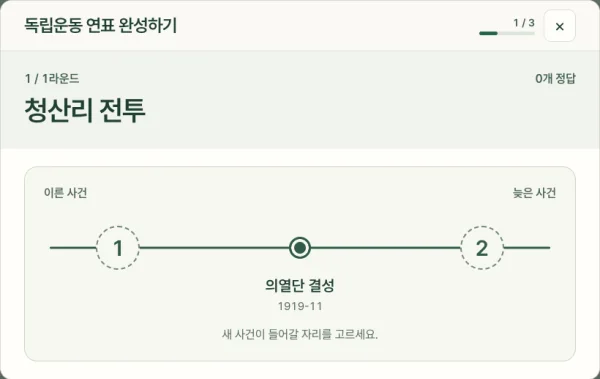 독립운동 연표 완성하기
1 / 3
×
1 / 1라운드
0개 정답
청산리 전투
이른 사건
늦은 사건
1
2
의열단 결성
1919-11
새 사건이 들어갈 자리를 고르세요.